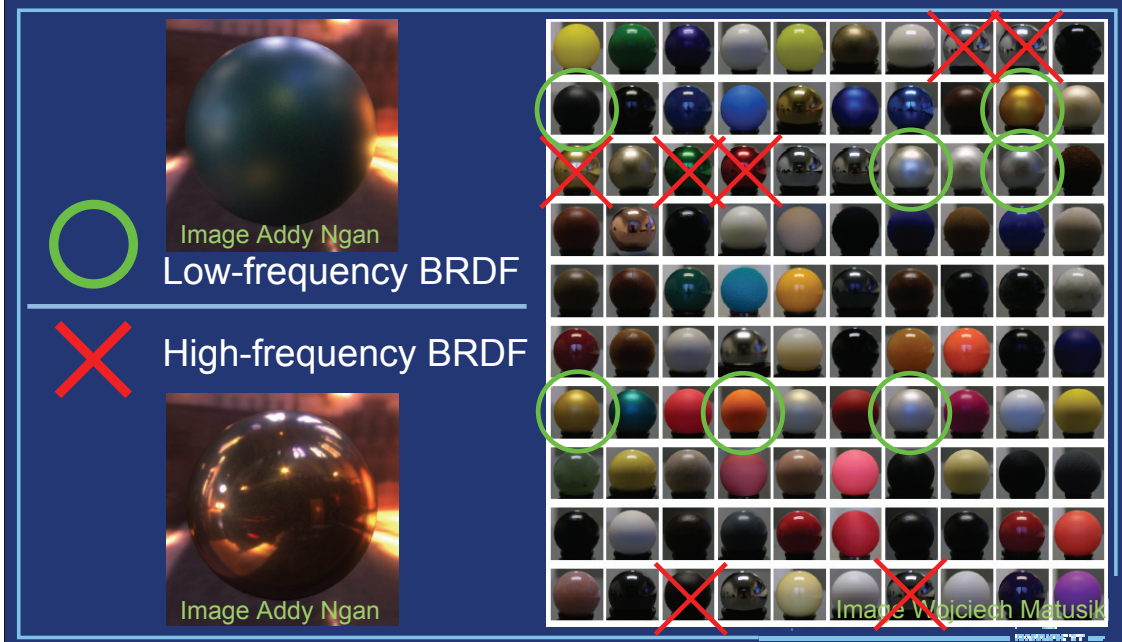 Image Addy Ngan
Low-frequency BRDF
High-frequency BRDF
Image Addy Ngan
Image Wojciech Matusik